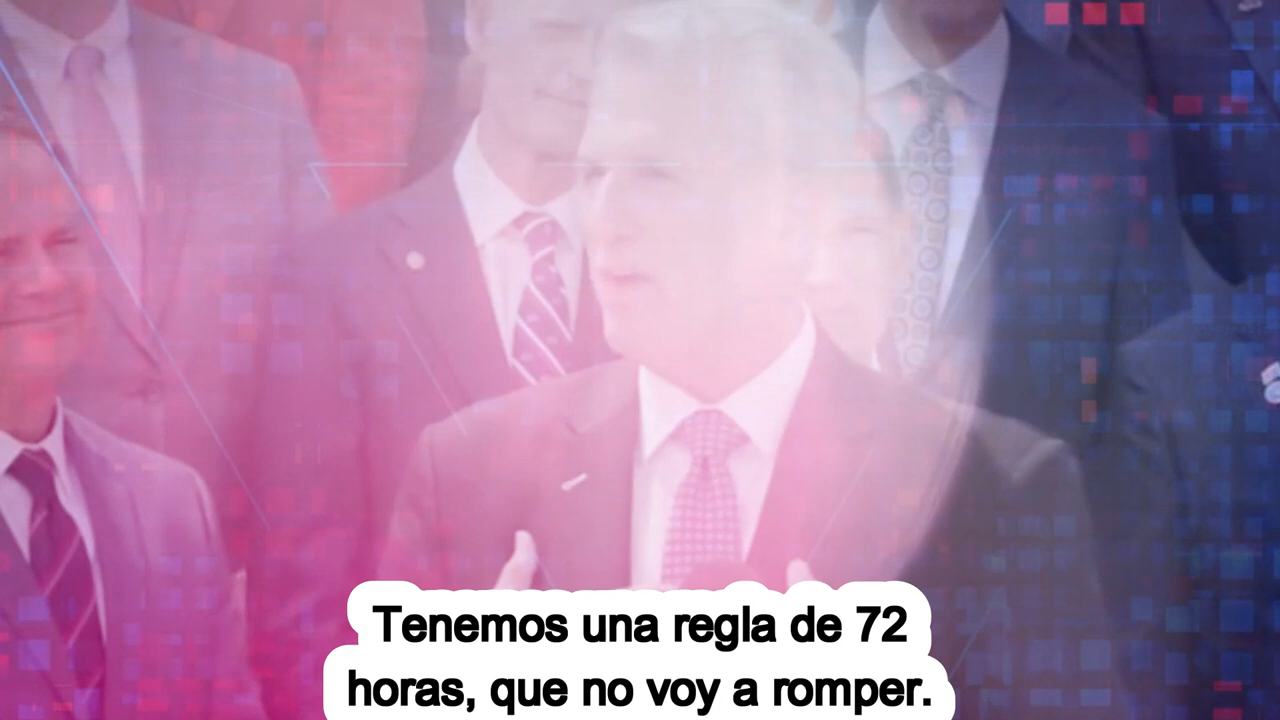 Tenemos una regla de 72
horas, que no voy a romper.